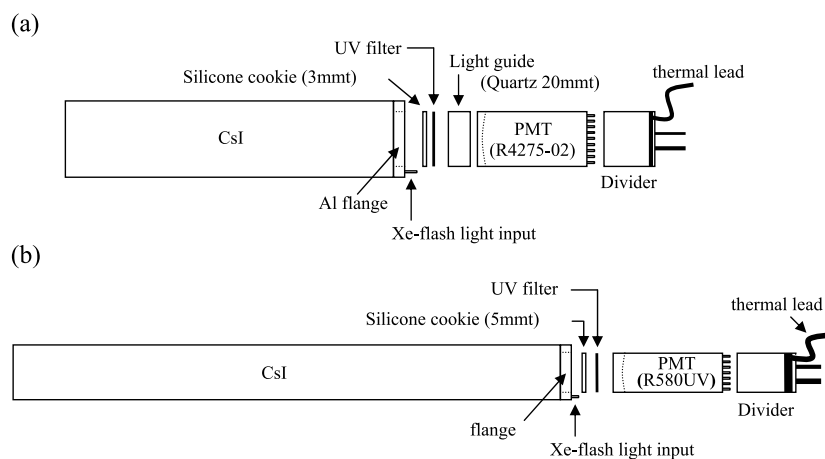 (a)
UV filter
Light guide
Silicone cookie (3mmt)
(Quartz 20mmt)
thermal lead
CsI
PMT
(R4275-02)
Divider
Al flange
Xe-flash light input
(b)
UV filter
thermal lead
Silicone cookie (5mmt)
CsI
PMT
(R580UV)
Divider
flange
Xe-flash light input